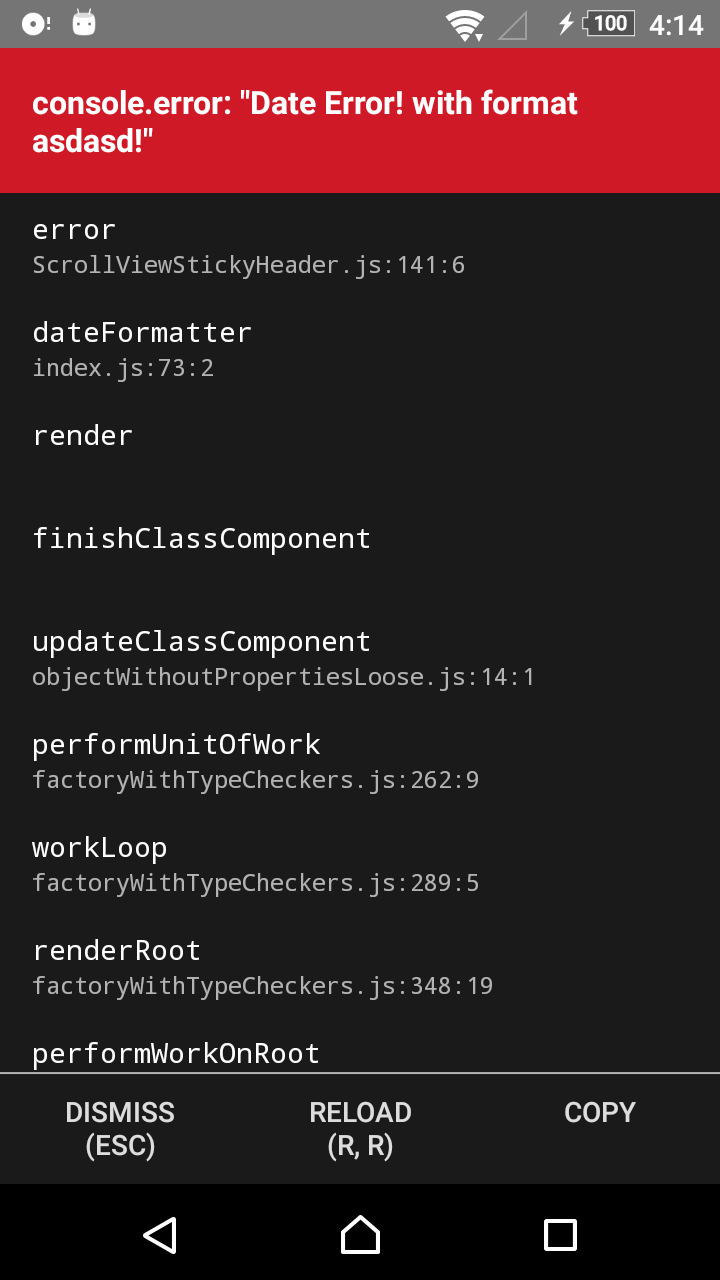 100 4:14
console.error: "Date Error! with format
asdasd!"
error
ScrollViewStickyHeader.js:141:6
dateFormatter
index.js:73:2
render
finishClassComponent
updateClassComponent
objectWithoutPropertiesLoose.js:14:1
performUnitOfWork
factoryWithTypeCheckers.js:262:9
workLoop
factoryWithTypeCheckers.js:289:5
renderRoot
factoryWithTypeCheckers.js:348:19
performWorkOnRoot
DISMISS RELOAD COPY
(ESC) (R, R)